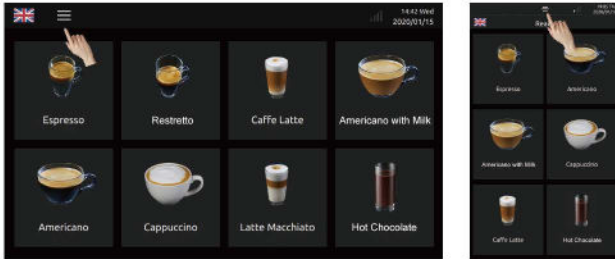 14:42 Wed
2020/01/15
Espresso
Restretto
Caffe Latte
Americano with Milk
Americano
Cappuccino
Latte Macchiato
Hot Chocolate
Espresso
Americano
Americano with Milk
Cappuccino
Caffe Latte
Hot Chocolate